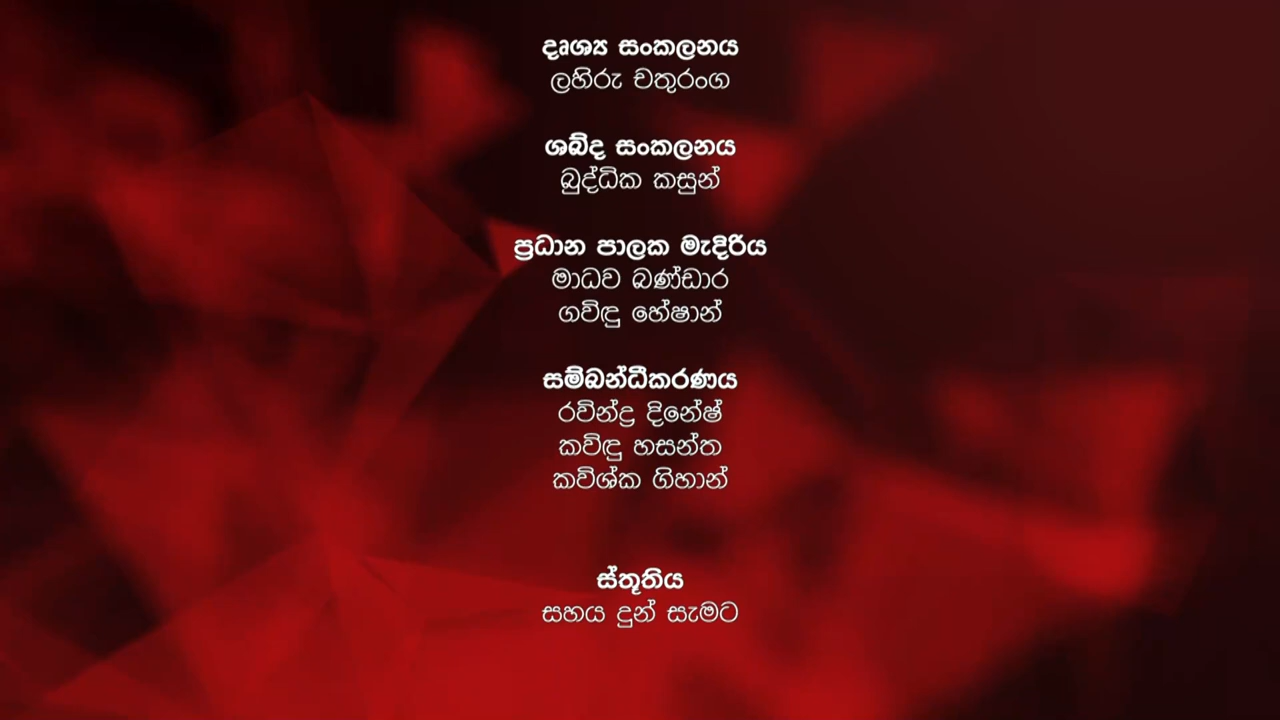 දෘශ්‍ය සංකලනය
ලහිරු චතුරංග
ශබ්ද සංකලනය
බුද්ධික කසුන්
ප්‍රධාන පාලක මැදිරිය
මාධව බණ්ඩාර
ගවිඳු හේෂාන්
සම්බන්ධීකරණය
රවින්ද්‍ර දිනේෂ්
කවිඳු හසන්ත
කවිශ්ක ගිහාන්
ස්තූතිය
සහය දුන් සැමට